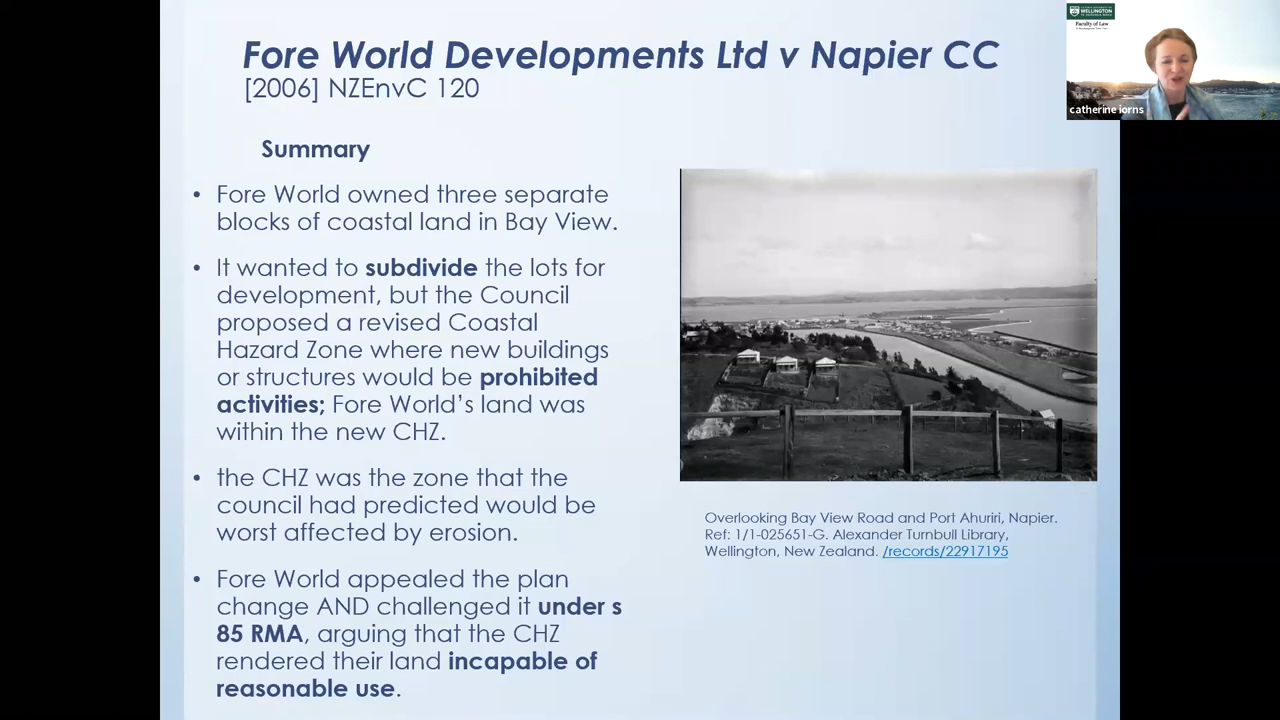 Fore World Developments Ltd v Napier CC
[2006] NZEnvC 120
Summary
• Fore World owned three separate
blocks of coastal land in Bay View.
• It wanted to subdivide the lots for
development, but the Council
proposed a revised Coastal
Hazard Zone where new buildings
or structures would be prohibited
activities; Fore World’s land was
within the new CHZ.
• the CHZ was the zone that the
council had predicted would be
worst affected by erosion.
• Fore World appealed the plan
change AND challenged it under s
85 RMA, arguing that the CHZ
rendered their land incapable of
reasonable use.
Overlooking Bay View Road and Port Ahuriri, Napier.
Ref: 1/1-025651-G. Alexander Turnbull Library,
Wellington, New Zealand. /records/22917195
WELLINGTON
Faculty of Law
catherine iorns